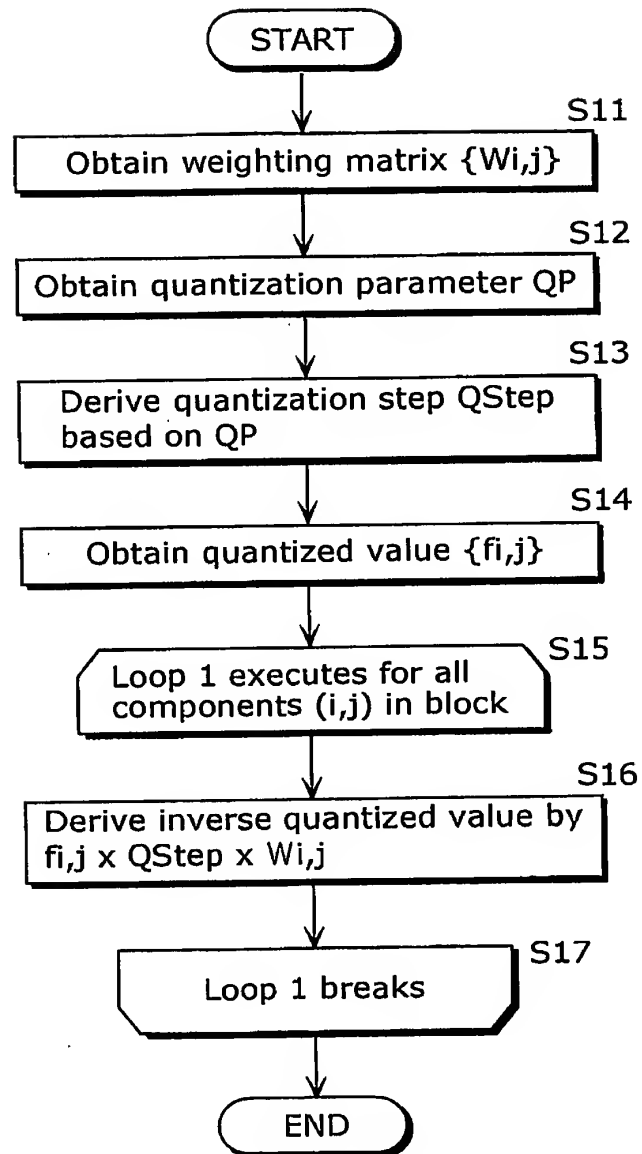 START
S11
Obtain weighting matrix {Wi,j}
S12
Obtain quantization parameter QP
S13
Derive quantization step QStep
based on QP
S14
Obtain quantized value {fi,j}
S15
Loop 1 executes for all
components (i,j) in block
S16
Derive inverse quantized value by
fi,j x QStep x Wi,j
S17
Loop 1 breaks
END